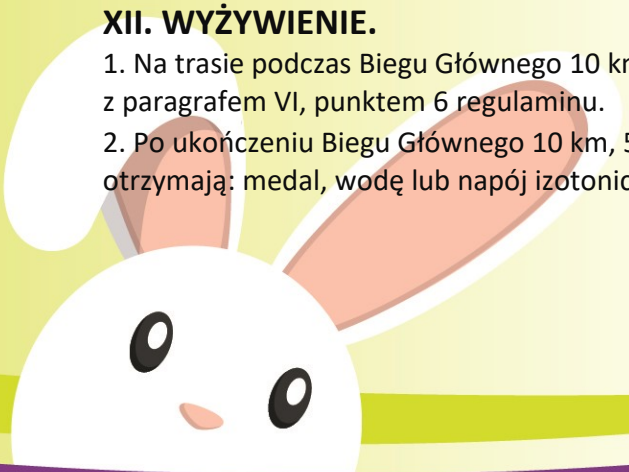 XII. WYŻYWIENIE.
1. Na trasie podczas Biegu Głównego 10 km
z paragrafem VI, punktem 6 regulaminu.
2. Po ukończeniu Biegu Głównego 10 km, 5
otrzymają: medal, wodę lub napój izotonic